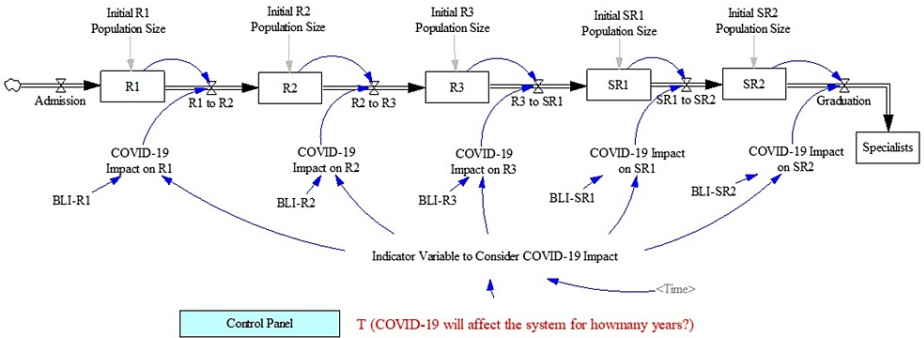 Initial R1
Population Size
Initial R2
Population Size
Initial R3
Population Size
Initial SR1
Population Size
Initial SR2
Population Size
R1
R2
R3
SR1
SR2
Admission
R1 to R2
R2 to R3
R3 to SR1
SR1 to SR2
Graduation
Specialists
COVID-19
Impact on R1
COVID-19
Impact on R2
COVID-19
Impact on R3
COVID-19 Impact
on SR1
COVID-19 Impact
on SR2
BLI-R1
BLI-R2
BLI-R3
BLI-SR1
BLI-SR2
Indicator Variable to Consider COVID-19 Impact
<Time>
Control Panel
T (COVID-19 will affect the system for howmany years?)